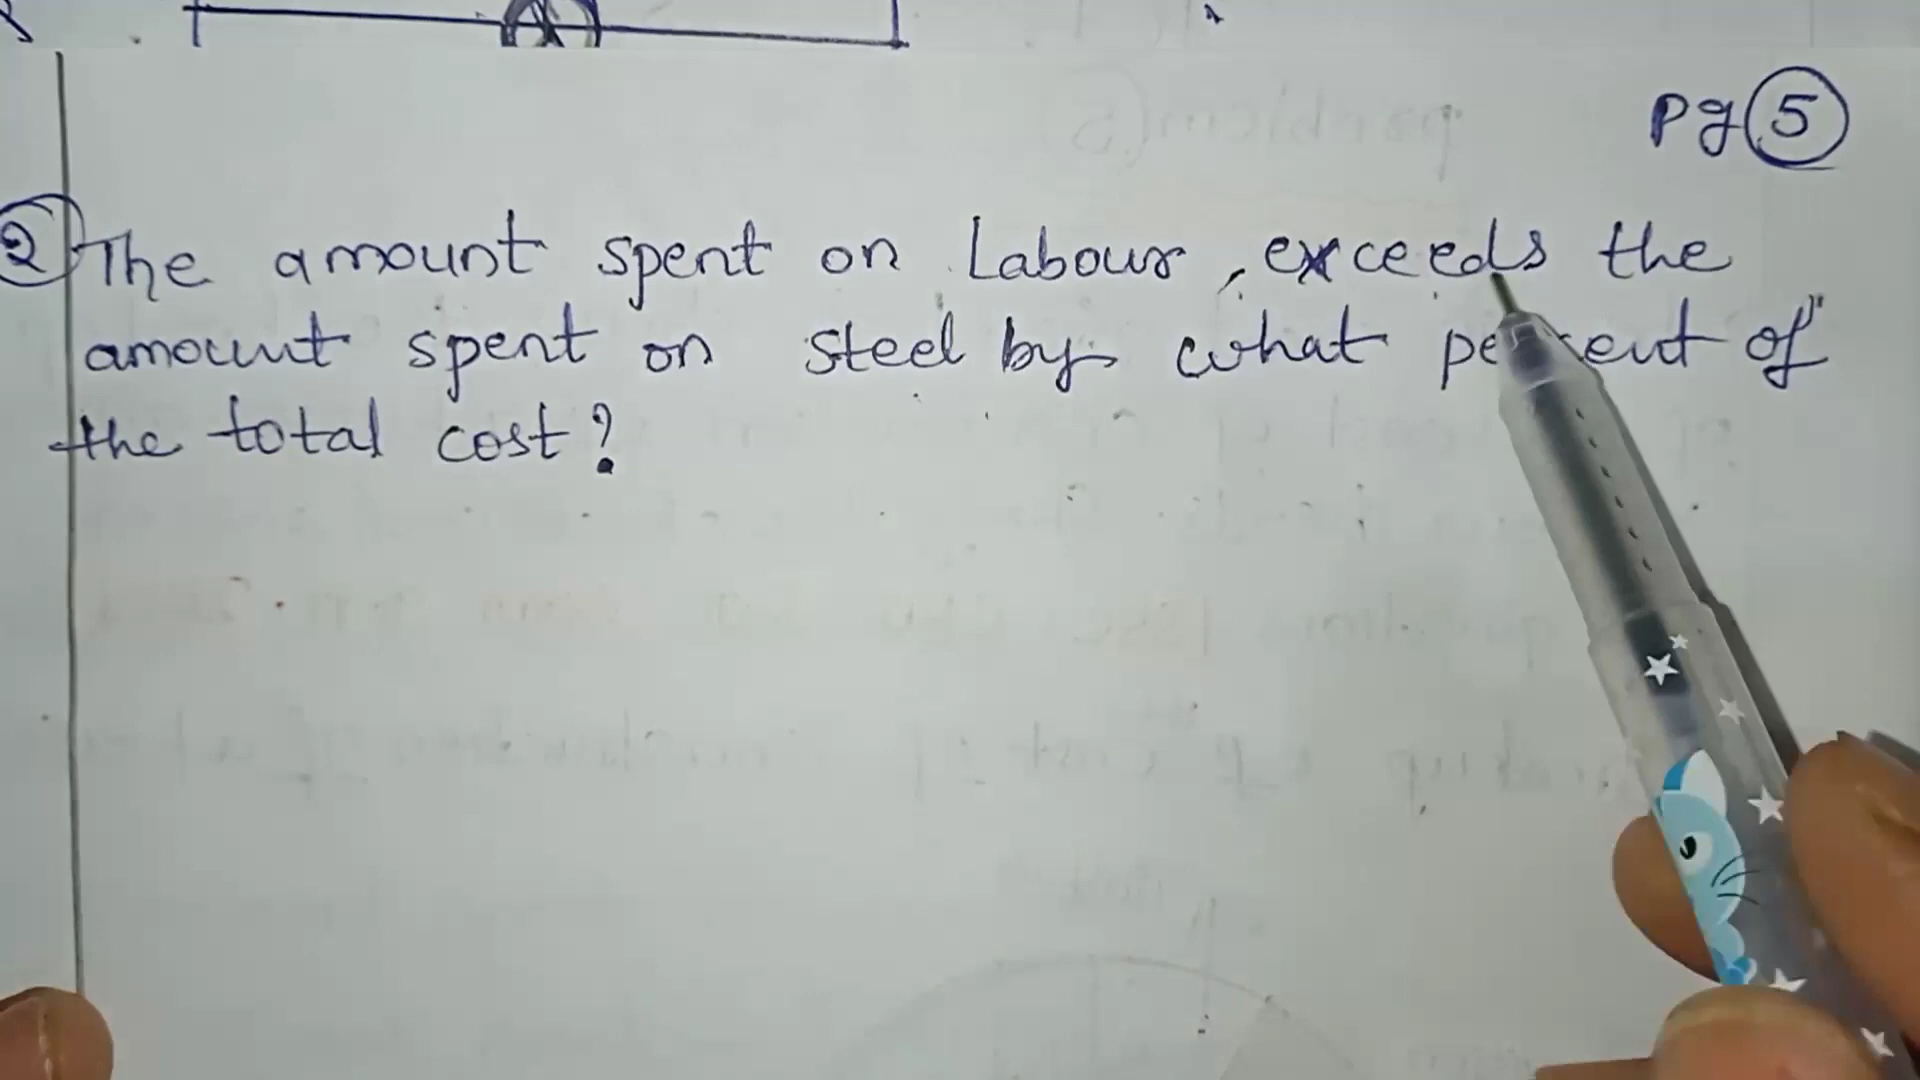 pg 5
2 The amount spent on Labour, exceeds the
amount spent on steel by what percent of
the total cost?